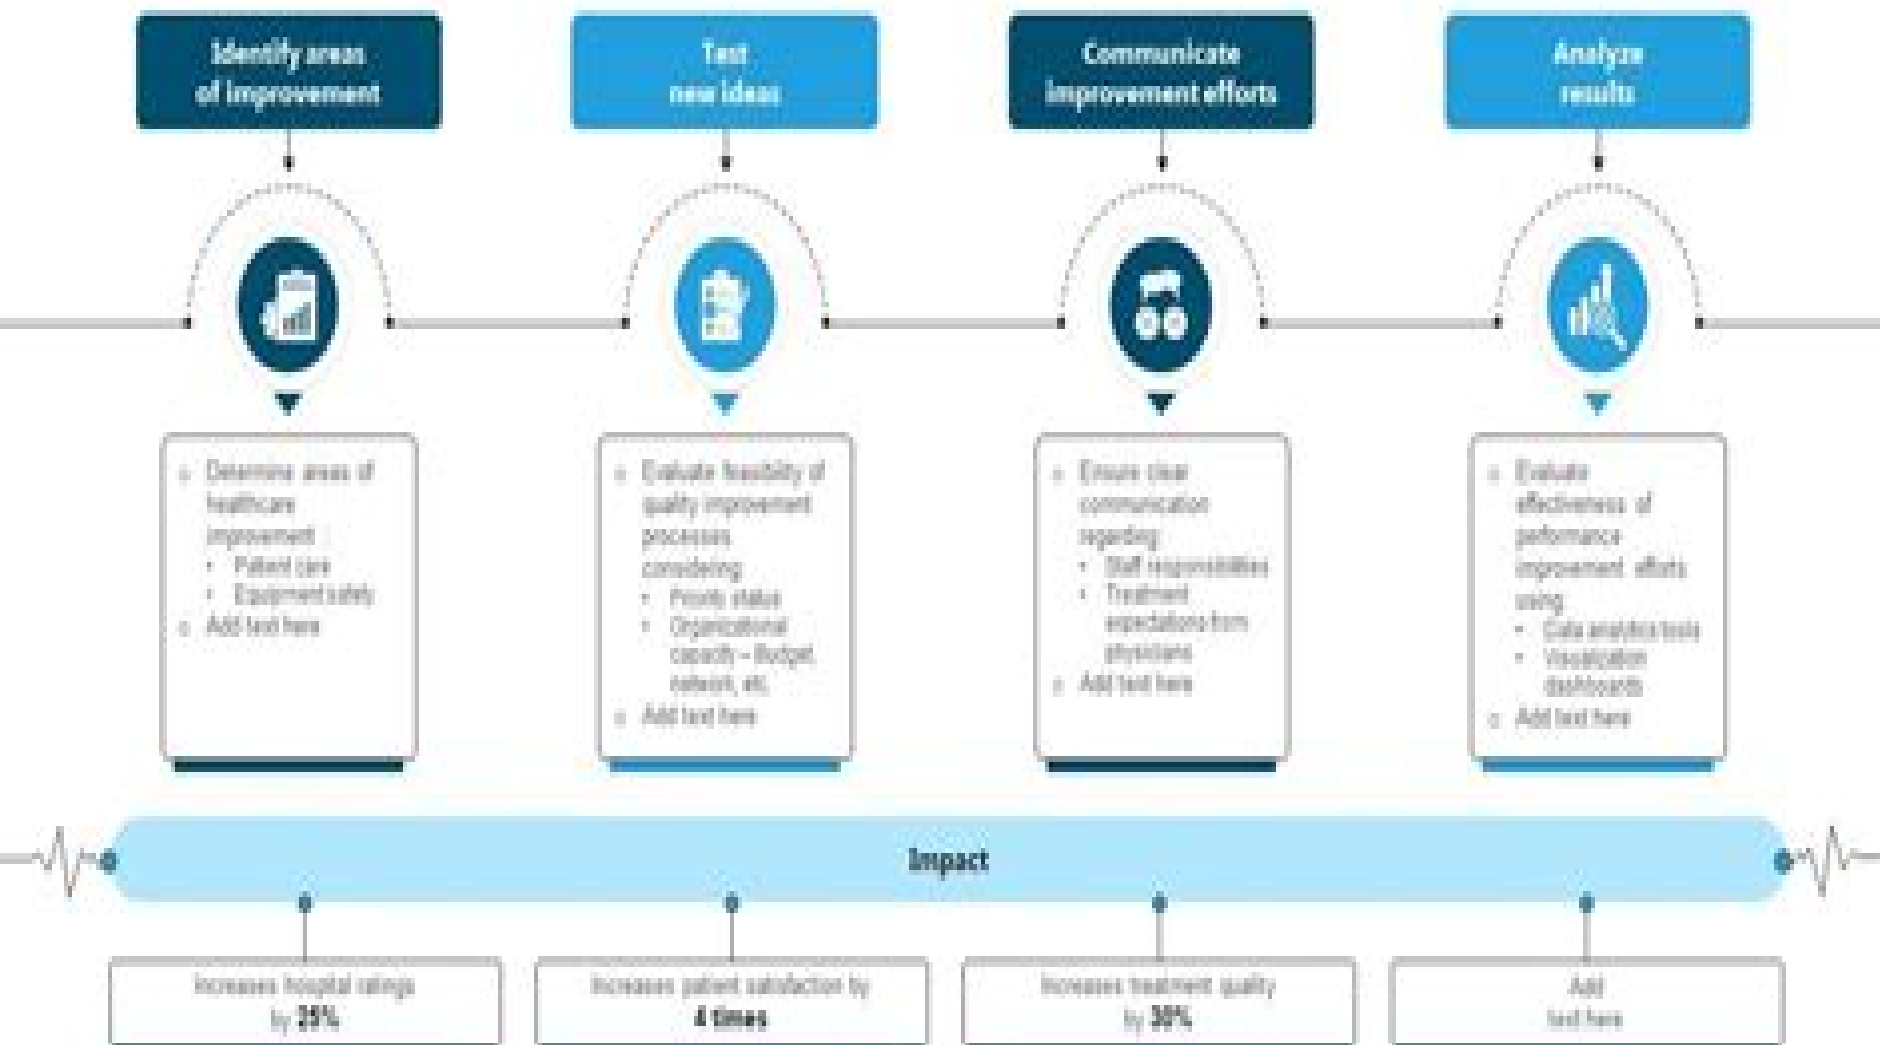 Identify areas
of improvement
Test
new ideas
Communicate
improvement efforts
Analyze
results
Determine areas of
healthcare
improvement :
Patient care
Equipment safety
Add text here
Evaluate feasibility of
quality improvement
processes
considering:
Priority status
Organizational
capacity – Budget,
network, etc.
Add text here
Ensure clear
communication
regarding:
Staff responsibilities
Treatment
expectations from
physicians
Add text here
Evaluate
effectiveness of
performance
improvement efforts
using
Data analytics tools
Visualization
dashboards
Add text here
Impact
Increases hospital ratings
by 35%
Increases patient satisfaction by
4 times
Increases treatment quality
by 30%
Add
text here